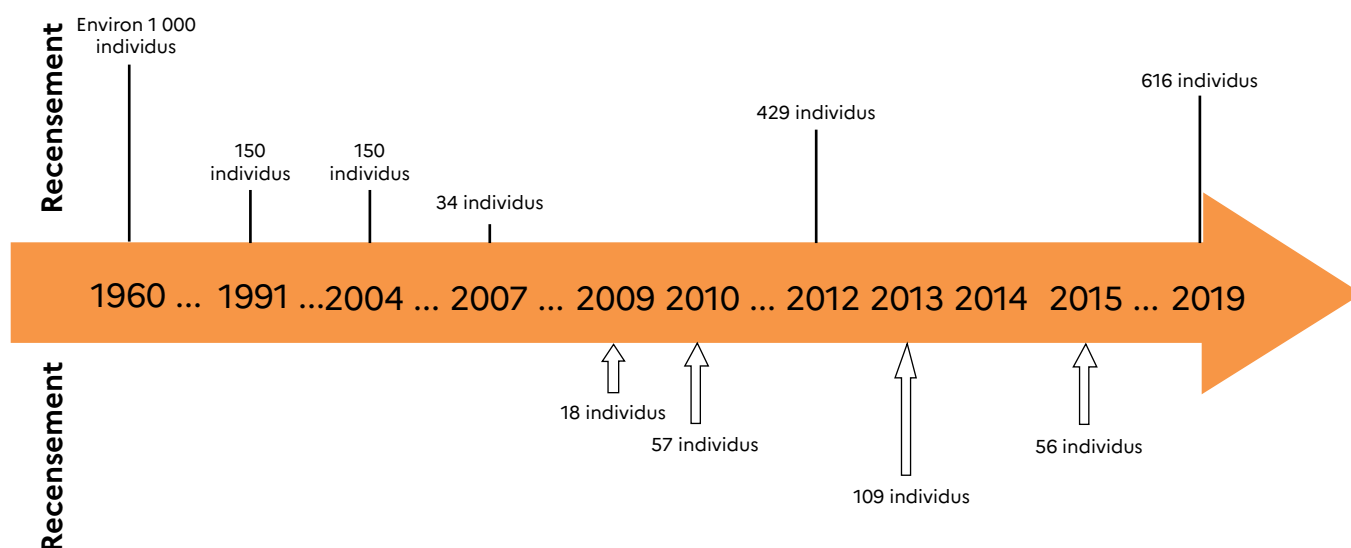 Recensement
Environ 1 000
individus
150
individus
150
individus
34 individus
429 individus
616 individus
1960 ... 1991 ...2004 ... 2007 ... 2009 2010 ... 2012 2013 2014 2015 ... 2019
Recensement
18 individus
57 individus
109 individus
56 individus